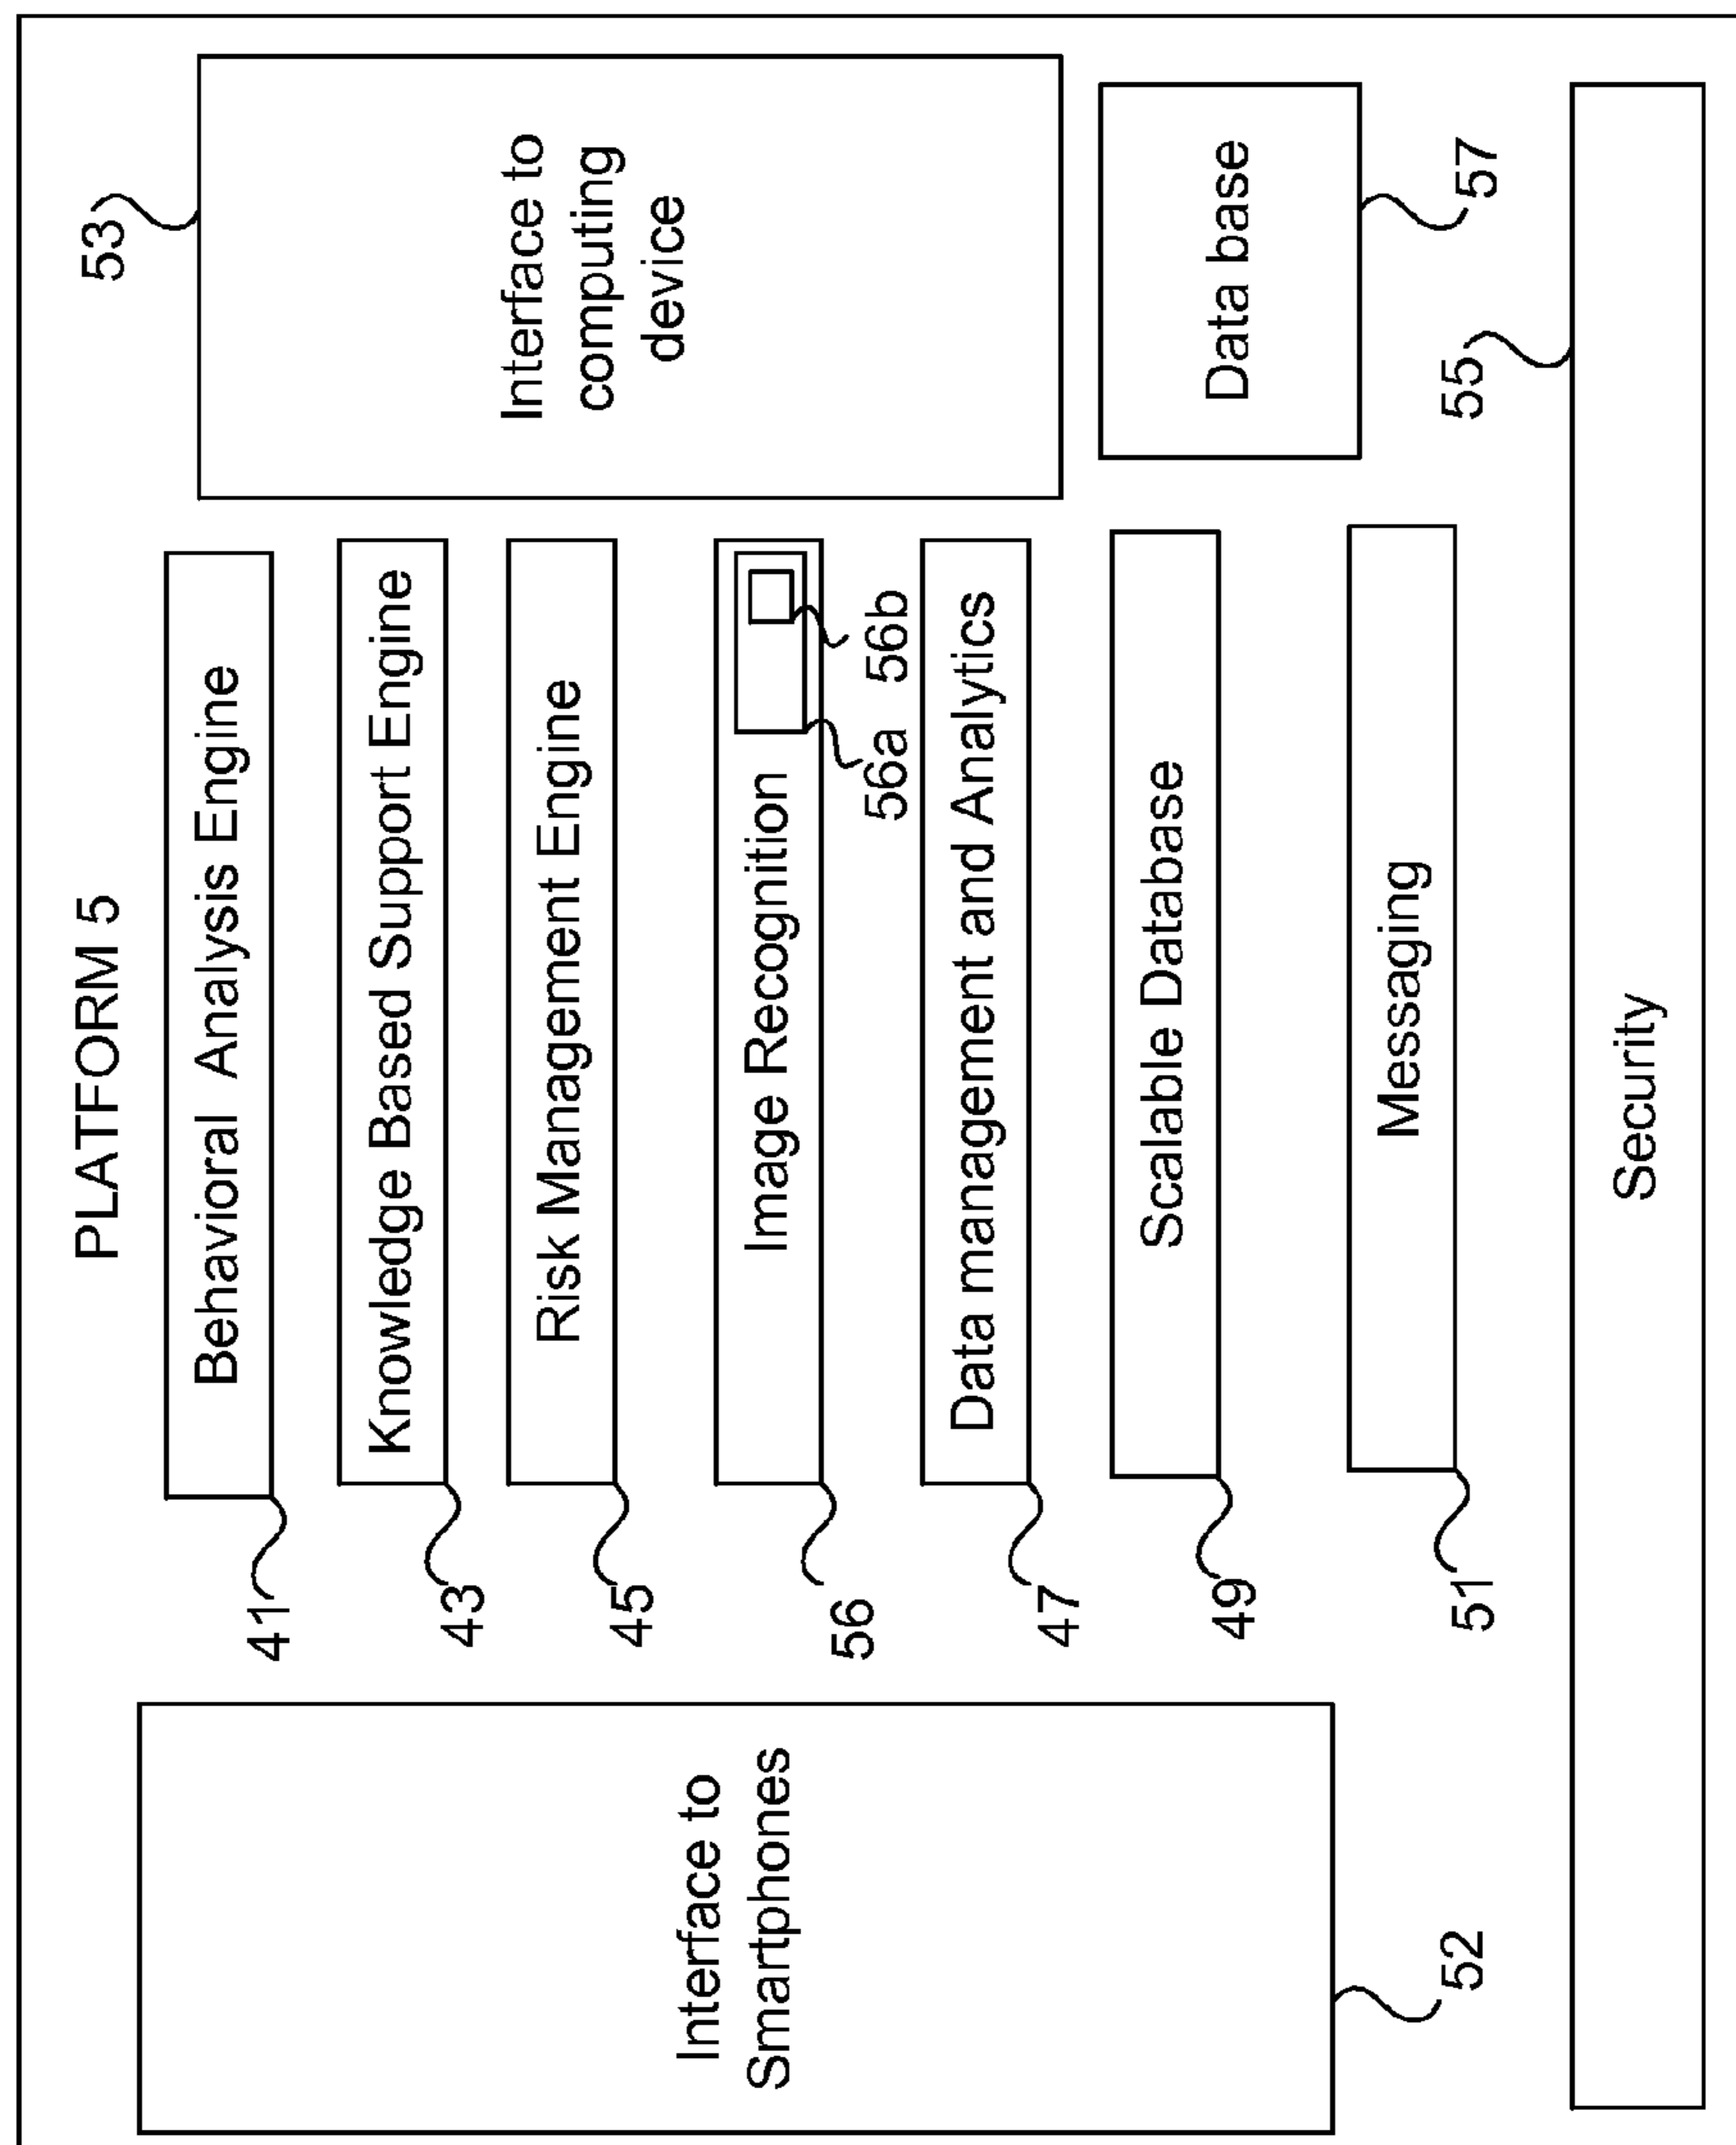 PLATFORM 5
Behavioral Analysis Engine
41
Knowledge Based Support Engine
43
Risk Management Engine
45
Image Recognition
56
56a
56b
Data management and Analytics
47
Scalable Database
49
Messaging
51
Interface to
Smartphones
52
53
Interface to
computing
device
Data base
57
55
Security